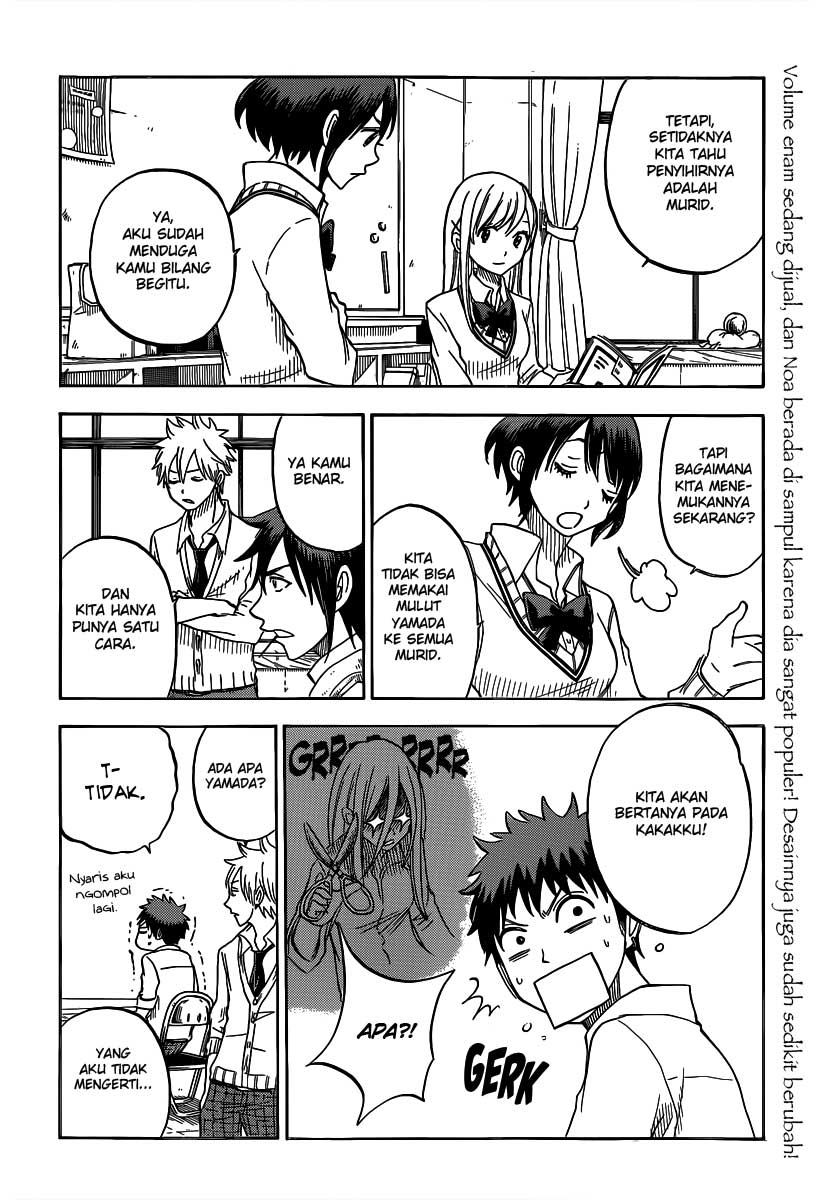 TETAPI,
SETIDAKNYA
KITA TAHU
PENYIHIRNYA
ADALAH
MURID.
YA,
AKU SUDAH
MENDUGA
KAMU BILANG
BEGITU.
TAPI
BAGAIMANA
KITA MENE-
MUKANNYA
SEKARANG?
KITA
TIDAK BISA
MEMAKAI
MULUT
YAMADA
KE SEMUA
MURID.
YA KAMU
BENAR.
DAN
KITA HANYA
PUNYA SATU
CARA.
KITA AKAN
BERTANYA PADA
KAKAKKU!
APA?!
GERK
ADA APA
YAMADA?
T-
TIDAK.
Nyaris aku
ngompol
lagi.
YANG
AKU TIDAK
MENGERTI...
Volume enam sedang dijual, dan Noa berada di sampul karena dia sangat populer! Desainnya juga sudah sedikit berubah!